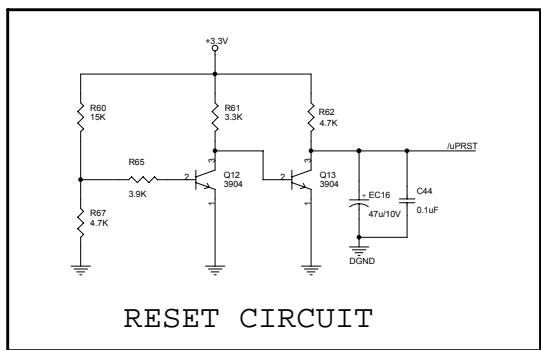 +3.3V
R60
15K
R61
3.3K
R62
4.7K
/uPRST
R65
3.9K
2
3
1
Q12
3904
2
3
1
Q13
3904
+
EC16
47u/10V
C44
0.1uF
R67
4.7K
DGND
RESET CIRCUIT